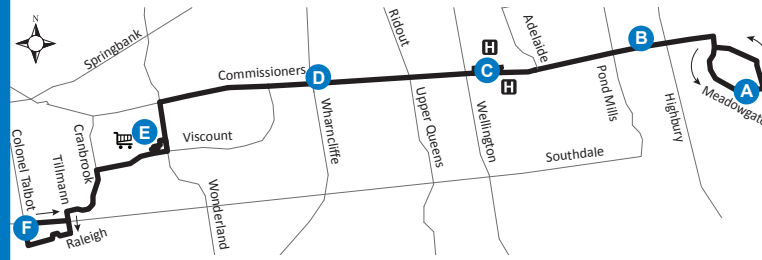 N
Springbank
Ridout
Adelaide
H
B
Commissioners
D
C
H
A
Meadowgate
Pond Mills
Highbury
Upper Queens
Wellington
Wharncliffe
E
Viscount
Southdale
Colonel Talbot
Tillmann
Cranbrook
Wonderland
F
Raleigh